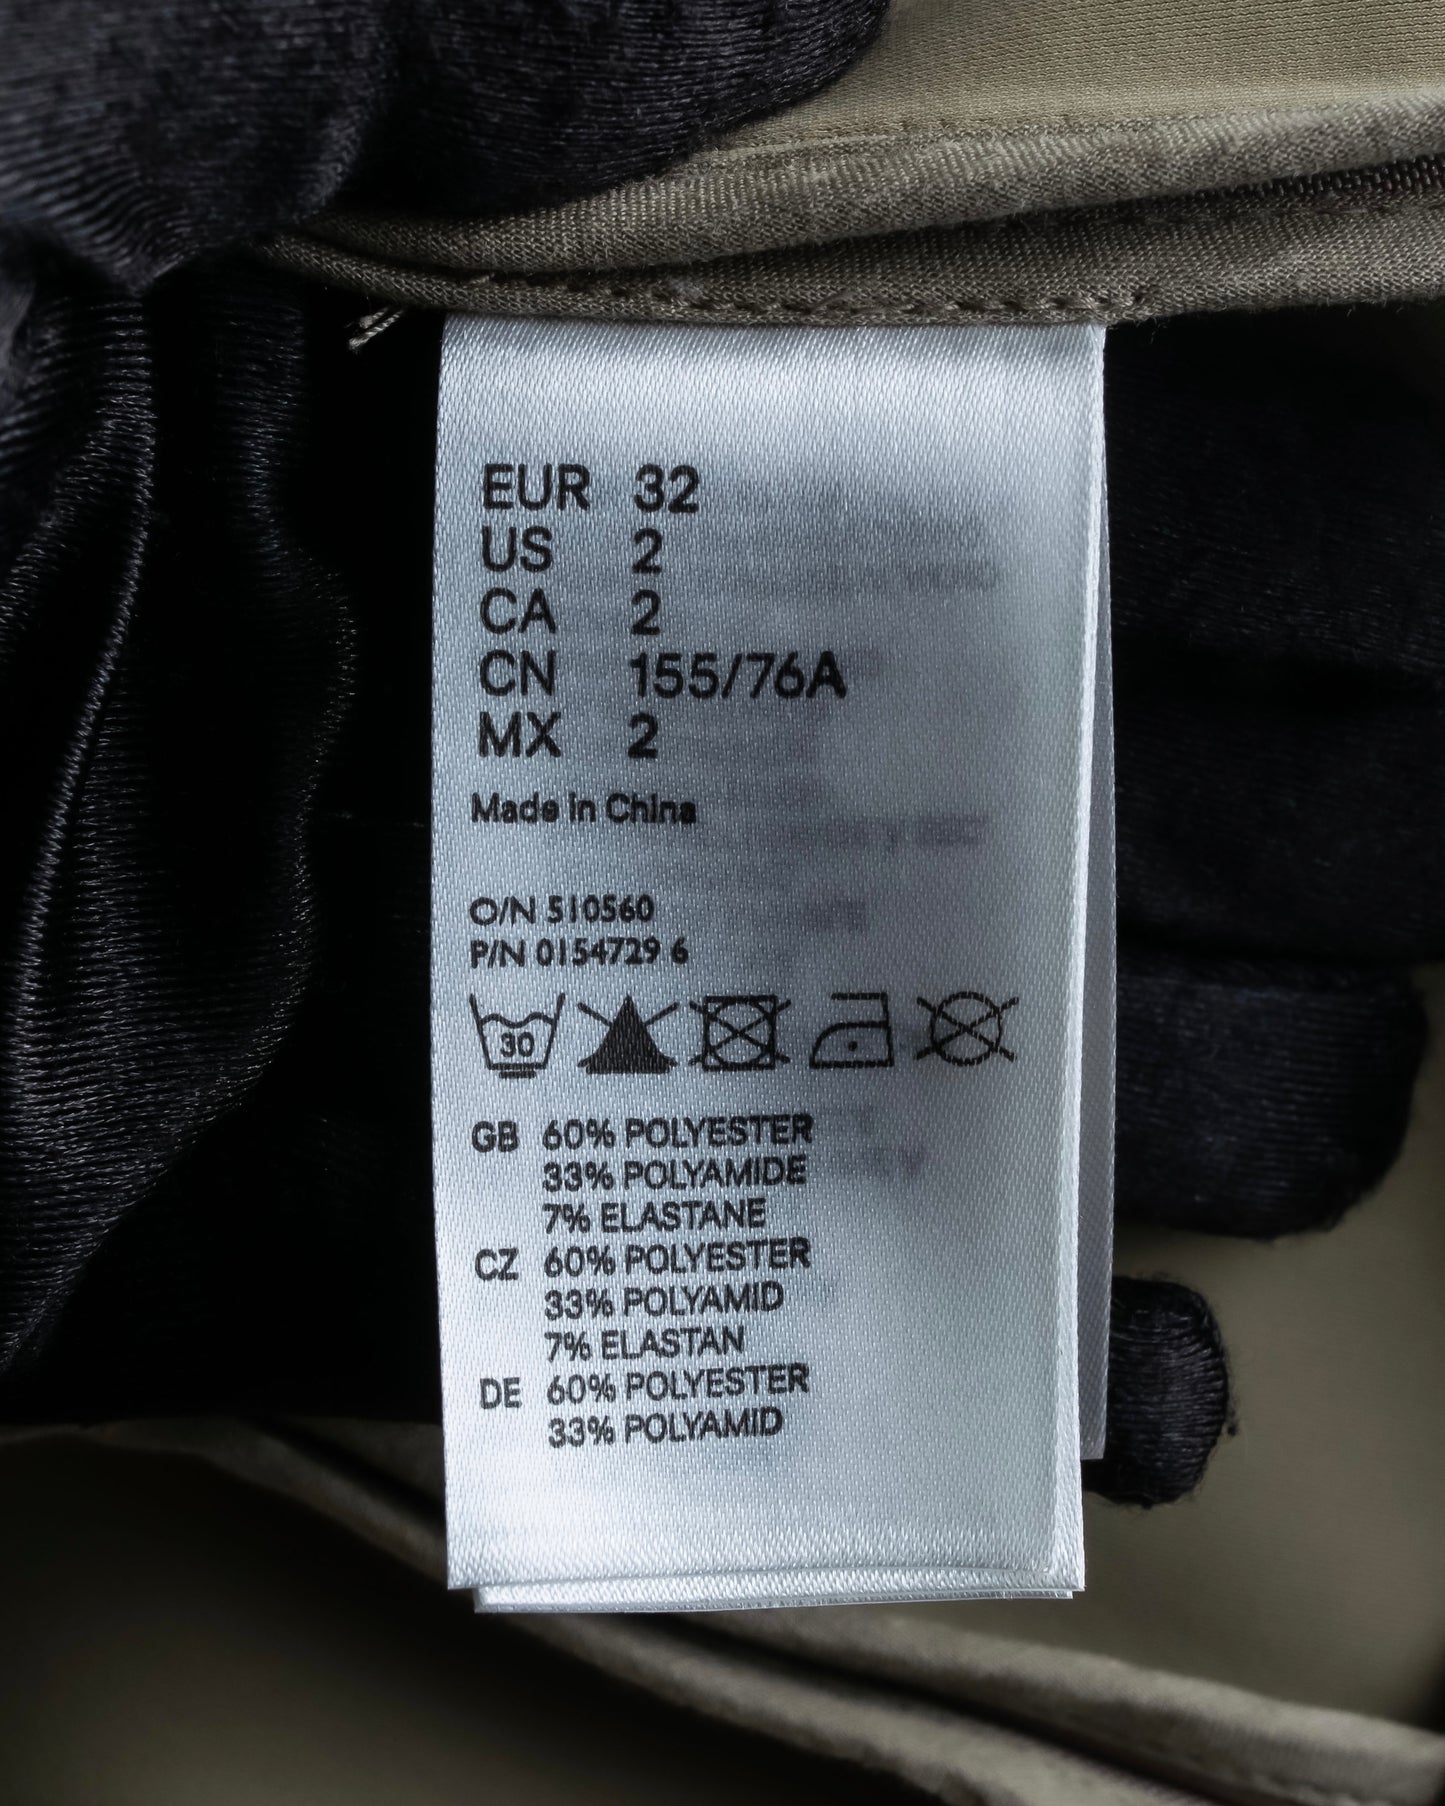 EUR 32
US 2
CA 2
CN 155/76A
MX 2
Made in China
O/N 510560
P/N 0154729 6
30
GB 60% POLYESTER
33% POLYAMIDE
7% ELASTANE
CZ 60% POLYESTER
33% POLYAMID
7% ELASTAN
DE 60% POLYESTER
33% POLYAMID